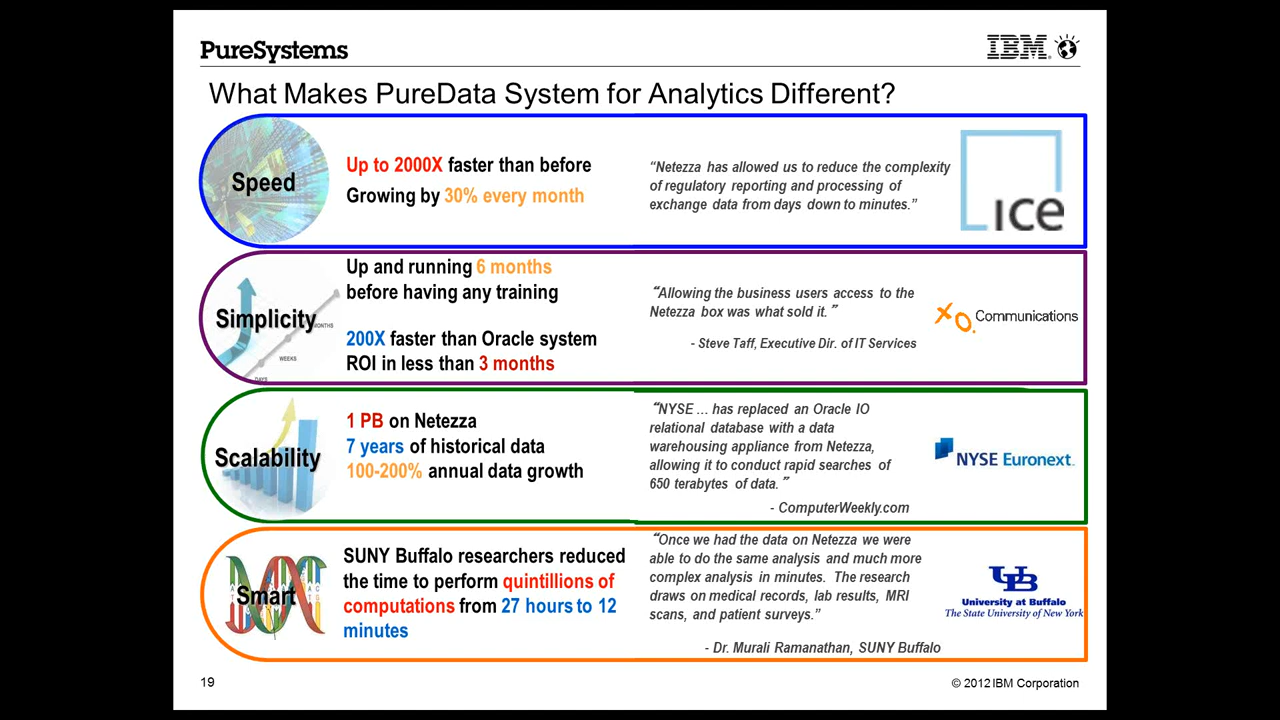 PureSystems
IBM®
What Makes PureData System for Analytics Different?
Speed
Up to 2000X faster than before
Growing by 30% every month
“Netezza has allowed us to reduce the complexity
of regulatory reporting and processing of
exchange data from days down to minutes.”
ice
Simplicity
MONTHS
WEEKS
DAYS
Up and running 6 months
before having any training
200X faster than Oracle system
ROI in less than 3 months
“Allowing the business users access to the
Netezza box was what sold it.”
- Steve Taff, Executive Dir. of IT Services
XO Communications
Scalability
1 PB on Netezza
7 years of historical data
100-200% annual data growth
“NYSE ... has replaced an Oracle IO
relational database with a data
warehousing appliance from Netezza,
allowing it to conduct rapid searches of
650 terabytes of data.”
- ComputerWeekly.com
NYSE Euronext.
Smart
SUNY Buffalo researchers reduced
the time to perform quintillions of
computations from 27 hours to 12
minutes
“Once we had the data on Netezza we were
able to do the same analysis and much more
complex analysis in minutes. The research
draws on medical records, lab results, MRI
scans, and patient surveys.”
- Dr. Murali Ramanathan, SUNY Buffalo
UB
University at Buffalo
The State University of New York
19
© 2012 IBM Corporation